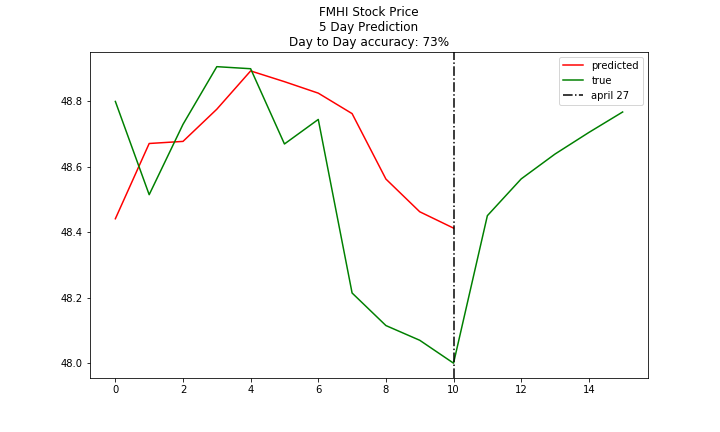 FMHI Stock Price
5 Day Prediction
Day to Day accuracy: 73%
predicted
true
april 27
48.8
48.6
48.4
48.2
48.0
0 2 4 6 8 10 12 14